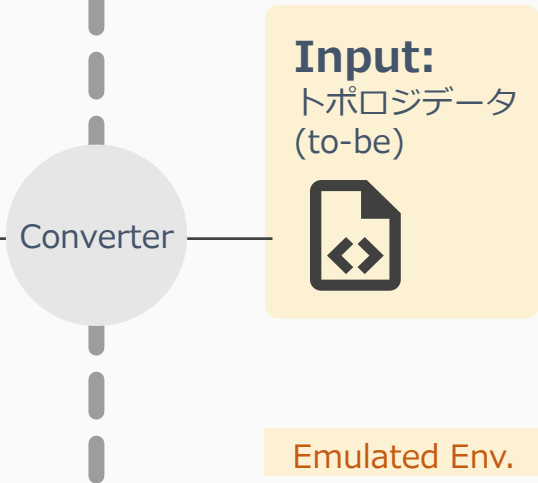 Input:
トポロジデータ
(to-be)
Converter
Emulated Env.